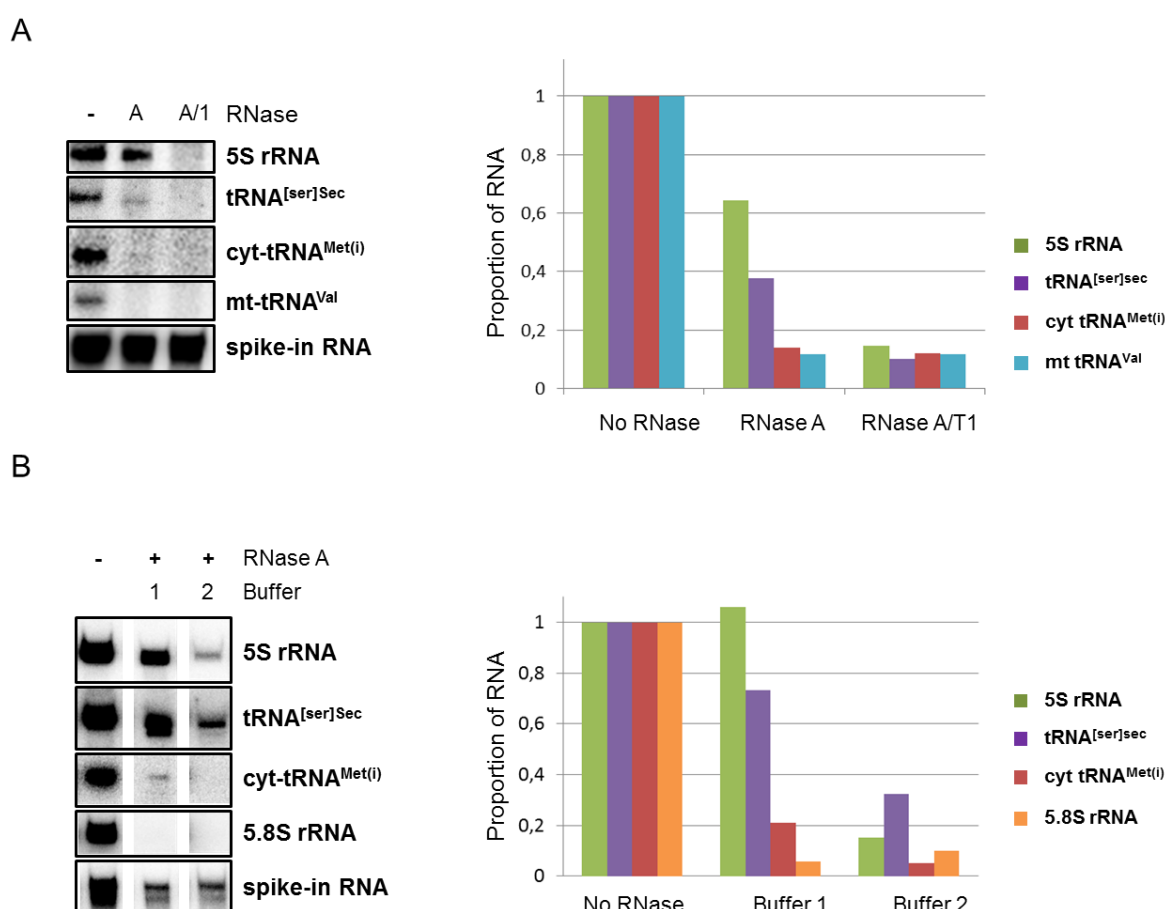 A
- A A/1 RNase
5S rRNA
tRNA[ser]Sec
cyt-tRNAMet(i)
mt-tRNAVal
spike-in RNA
Proportion of RNA
1
0,8
0,6
0,4
0,2
0
No RNase RNase A RNase A/T1
5S rRNA
tRNA[ser]sec
cyt tRNAMet(i)
mt tRNAVal
B
- + + RNase A
1 2 Buffer
5S rRNA
tRNA[ser]Sec
cyt-tRNAMet(i)
5.8S rRNA
spike-in RNA
Proportion of RNA
1
0,8
0,6
0,4
0,2
0
No RNase Buffer 1 Buffer 2
5S rRNA
tRNA[ser]sec
cyt tRNAMet(i)
5.8S rRNA